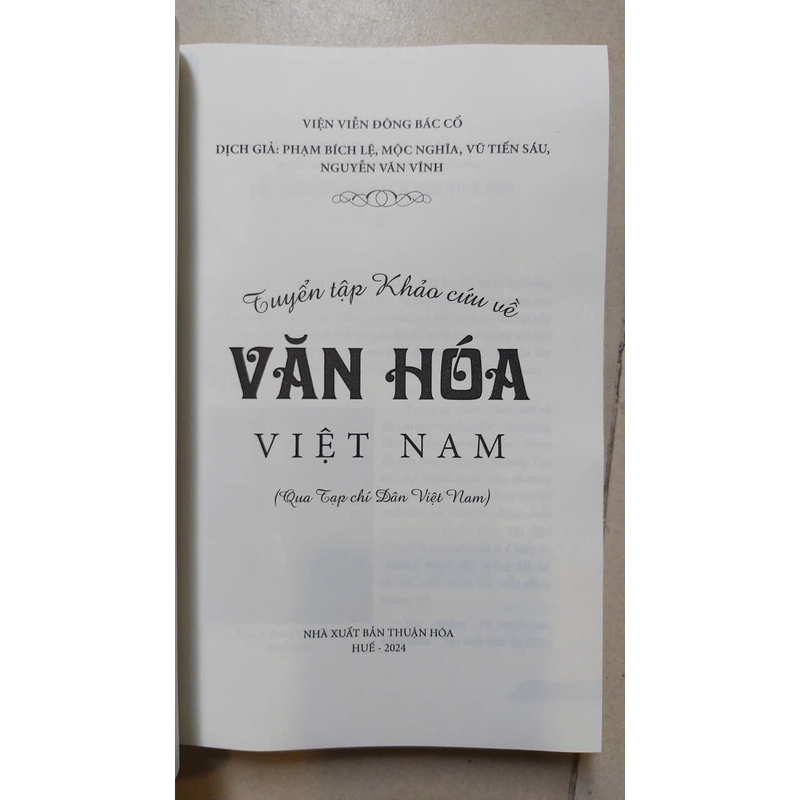 VIỆN VIỄN ĐÔNG BÁC CỔ
DỊCH GIẢ: PHẠM BÍCH LỆ, MỘC NGHĨA, VŨ TIẾN SÁU,
NGUYỄN VĂN VĨNH
Tuyển tập Khảo cứu về
VĂN HÓA
VIỆT NAM
(Qua Tạp chí Dân Việt Nam)
NHÀ XUẤT BẢN THUẬN HÓA
HUẾ - 2024